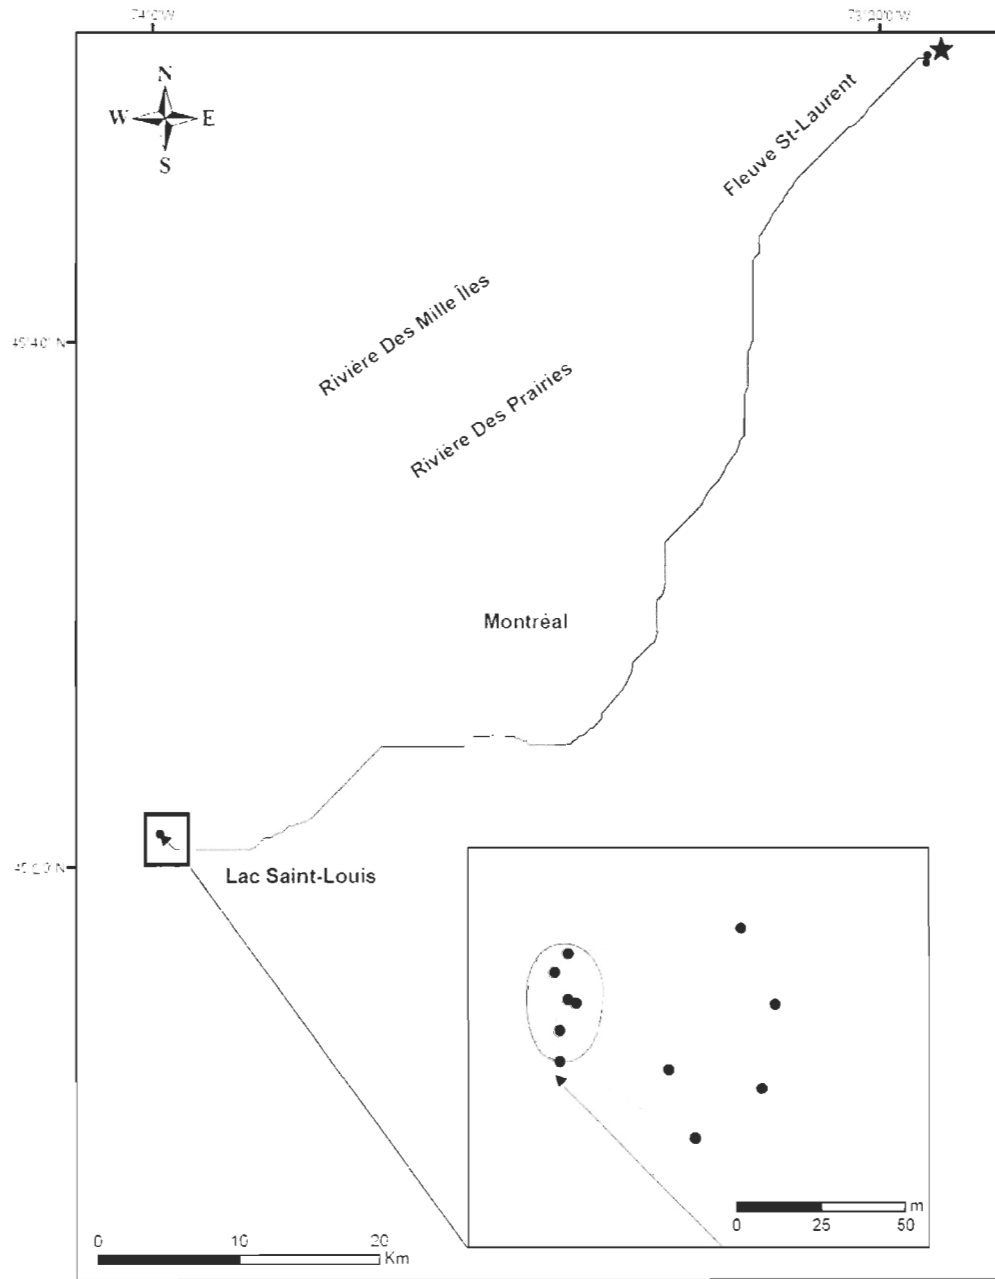 N
W E
S
Fleuve St-Laurent
Rivière Des Mille Îles
Rivière Des Prairies
Montréal
Lac Saint-Louis
m
0 25 50
0 10 20
Km